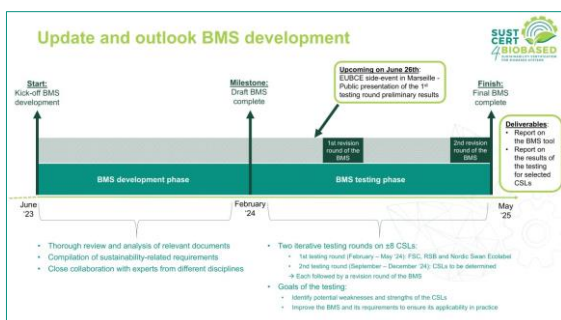 Update and outlook BMS development
SUST
CERT
4BIOBASED
Start:
Kick-off BMS
development
Milestone:
Draft BMS
complete
Upcoming on June 26th:
EUBCE side-event in Marseille -
Public presentation of the 1st
testing round preliminary results
Finish:
Final BMS
complete
Deliverables:
• Report on
the BMS tool
• Report on
the results of
the testing
for selected
CSLs
1st revision
round of the
BMS
2nd revision
round of the
BMS
BMS development phase
BMS testing phase
June
'23
February
'24
May
'25
• Thorough review and analysis of relevant documents
• Compilation of sustainability-related requirements
• Close collaboration with experts from different disciplines
• Two iterative testing rounds on ±8 CSLs:
• 1st testing round (February – May '24): FSC, RSB and Nordic Swan Ecolabel
• 2nd testing round (September – December '24): CSLs to be determined
→ Each followed by a revision round of the BMS
• Goals of the testing:
• Identify potential weaknesses and strengths of the CSLs
• Improve the BMS and its requirements to ensure its applicability in practice